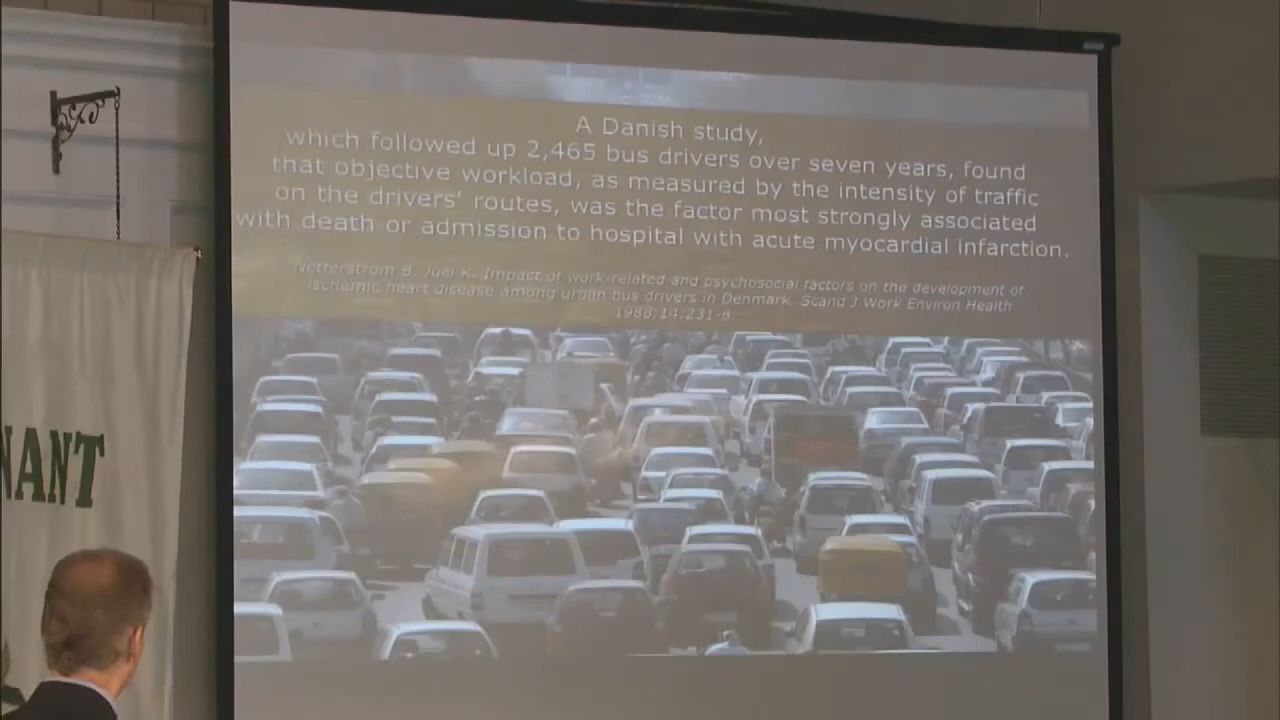 A Danish study,
which followed up 2,465 bus drivers over seven years, found
that objective workload, as measured by the intensity of traffic
on the drivers' routes, was the factor most strongly associated
with death or admission to hospital with acute myocardial infarction.
Netterstrom B, Juel K. Impact of work-related and psychosocial factors on the development of
ischemic heart disease among urban bus drivers in Denmark. Scand J Work Environ Health
1988;14:231-8.
NANT